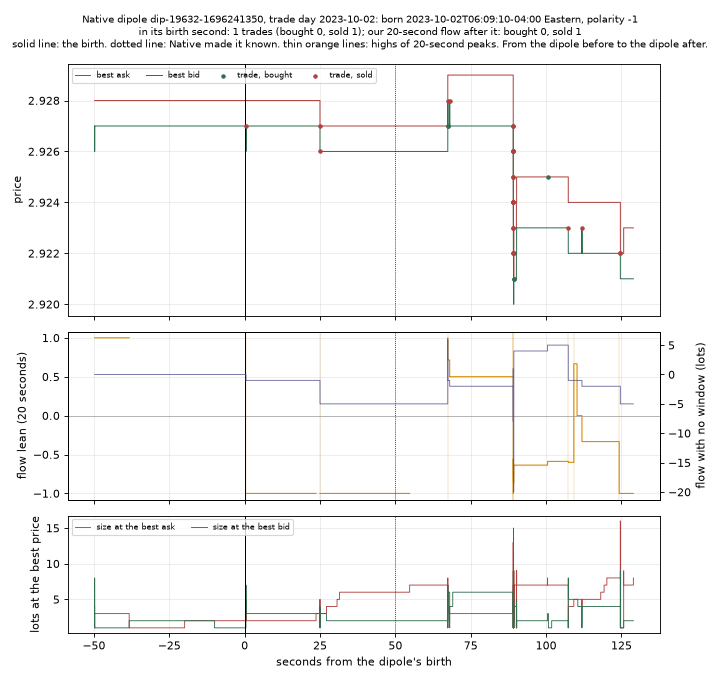 Native dipole dip-19632-1696241350, trade day 2023-10-02: born 2023-10-02T06:09:10-04:00 Eastern, polarity -1
in its birth second: 1 trades (bought 0, sold 1); our 20-second flow after it: bought 0, sold 1
solid line: the birth. dotted line: Native made it known. thin orange lines: highs of 20-second peaks. From the dipole before to the dipole after.
best ask best bid trade, bought trade, sold
2.928
2.926
2.924
2.922
2.920
price
1.0
0.5
0.0
−0.5
−1.0
flow lean (20 seconds)
5
0
−5
−10
−15
−20
flow with no window (lots)
size at the best ask size at the best bid
15
10
5
lots at the best price
−50 −25 0 25 50 75 100 125
seconds from the dipole's birth